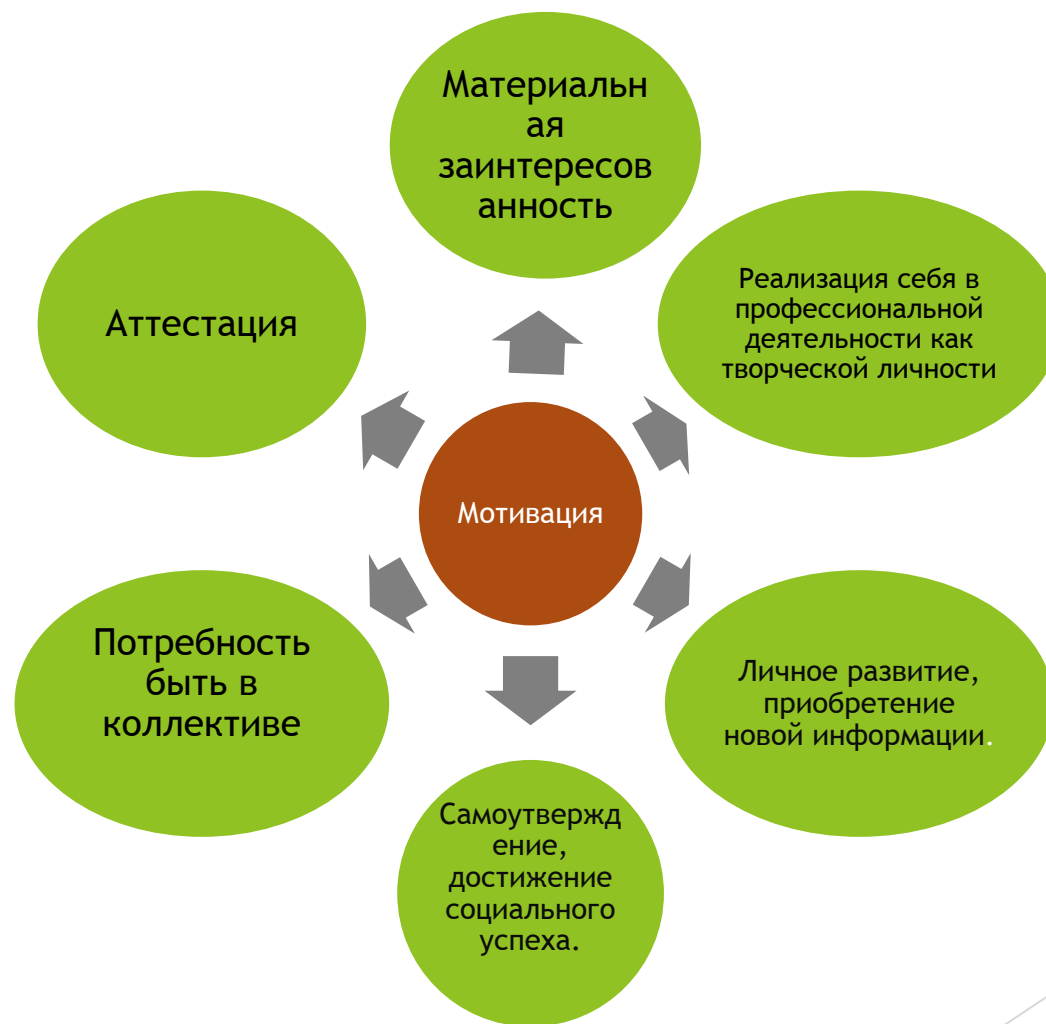 Материальн
ая
заинтересов
анность
Реализация себя в
профессиональной
деятельности как
творческой личности
Аттестация
Мотивация
Потребность
быть в
коллективе
Личное развитие,
приобретение
новой информации.
Самоутвержд
ение,
достижение
социального
успеха.